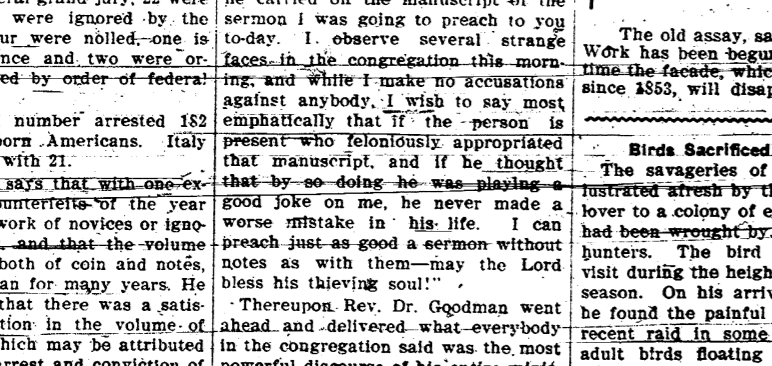 were ignored by the
ur were nolled, one is
nce and two were or-
ed by order of federal
number arrested 182
born Americans. Italy
with 21.
says that with one ex-
of the year
work of novices or igno-
and that the volume
both of coin and notes,
an for many years. He
that there was a satis-
tion in the volume of
hich may be attributed
arrest and conviction of
sermon I was going to preach to you
to-day. I observe several strange
faces in the congregation this morn-
ing, and while I make no accusations
against anybody, I wish to say most
emphatically that if the person is
present who feloniously appropriated
that manuscript, and if he thought
that by so doing he was playing a
good joke on me, he never made a
worse mistake in his life. I can
preach just as good a sermon without
notes as with them—may the Lord
bless his thieving soul!"
Thereupon Rev. Dr. Goodman went
ahead and delivered what everybody
in the congregation said was the most
powerful discourse of his entire
The old assay, sa
Work has been begun
time the facade, whic
since 1853, will disap
Birds Sacrificed
The savageries of
lustrated afresh by th
lover to a colony of e
had been wrought by
hunters. The bird
visit during the heigh
season. On his arriv
he found the painful
recent raid in some
adult birds floating